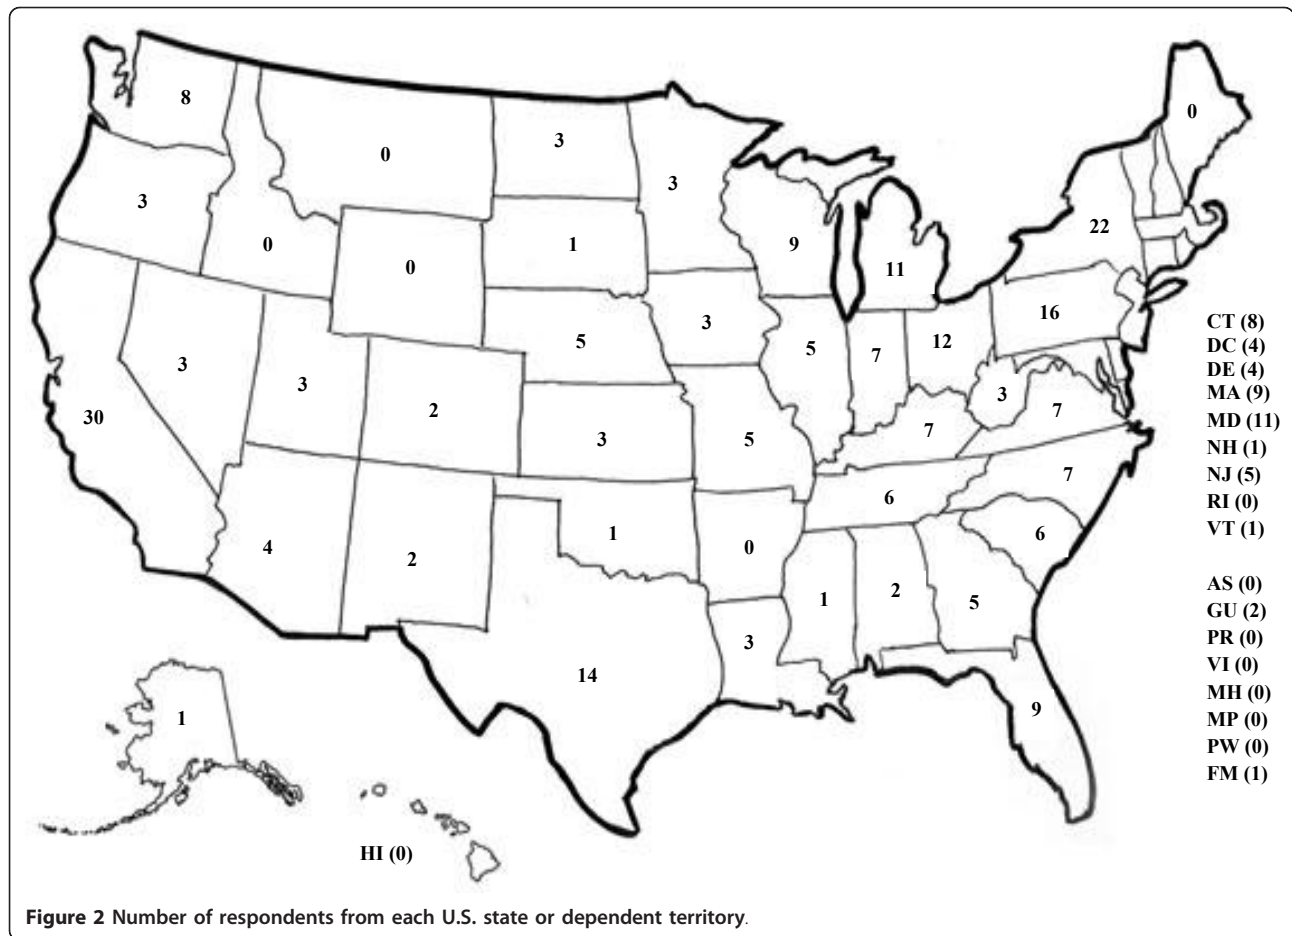 8
0
3
3
0
3
22
0
0
1
9
11
3
5
3
5
7
12
16
30
3
3
2
3
5
7
3
7
6
7
4
2
1
0
1
2
5
6
14
3
9
1
HI (0)
CT (8)
DC (4)
DE (4)
MA (9)
MD (11)
NH (1)
NJ (5)
RI (0)
VT (1)
AS (0)
GU (2)
PR (0)
VI (0)
MH (0)
MP (0)
PW (0)
FM (1)
Figure 2 Number of respondents from each U.S. state or dependent territory.